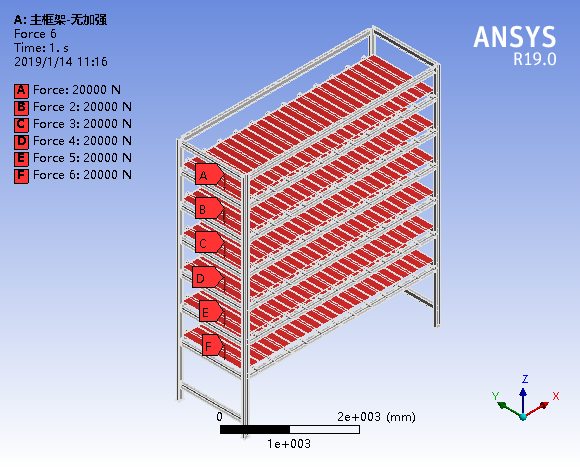 A: 主框架-无加强
Force 6
Time: 1. s
2019/1/14 11:16
A Force: 20000 N
B Force 2: 20000 N
C Force 3: 20000 N
D Force 4: 20000 N
E Force 5: 20000 N
F Force 6: 20000 N
ANSYS
R19.0
A
B
C
D
E
F
0
2e+003 (mm)
1e+003
Z
Y
X